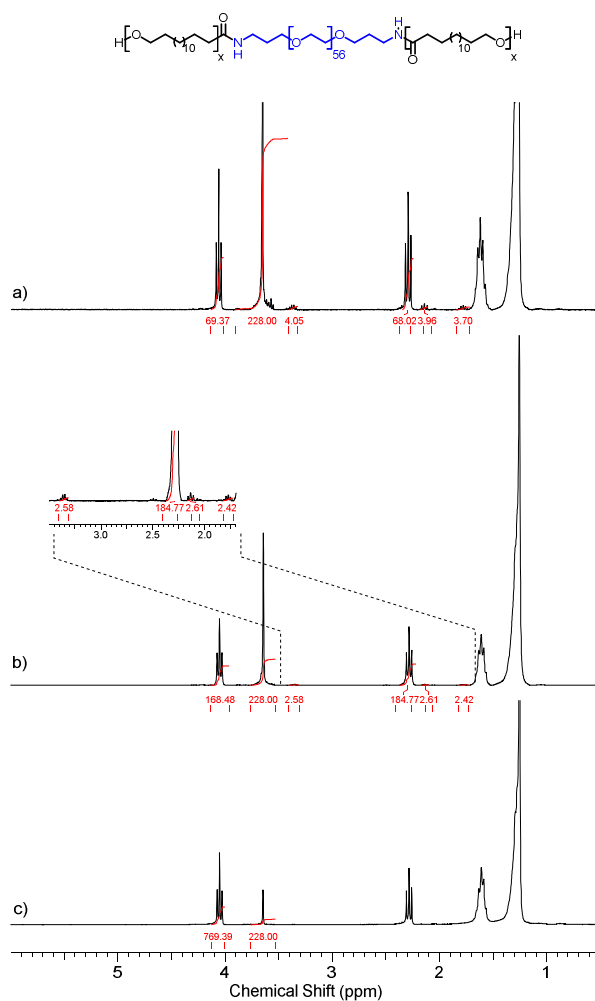 O
H O 10 x N H O O 56 N H O 10 O H x
a)
69.37 228.00 4.05 68.02 3.96 3.70
2.58 184.77 2.61 2.42
3.0 2.5 2.0
b)
168.48 228.00 2.58 184.77 2.61 2.42
c)
769.39 228.00
5 4 3 2 1
Chemical Shift (ppm)